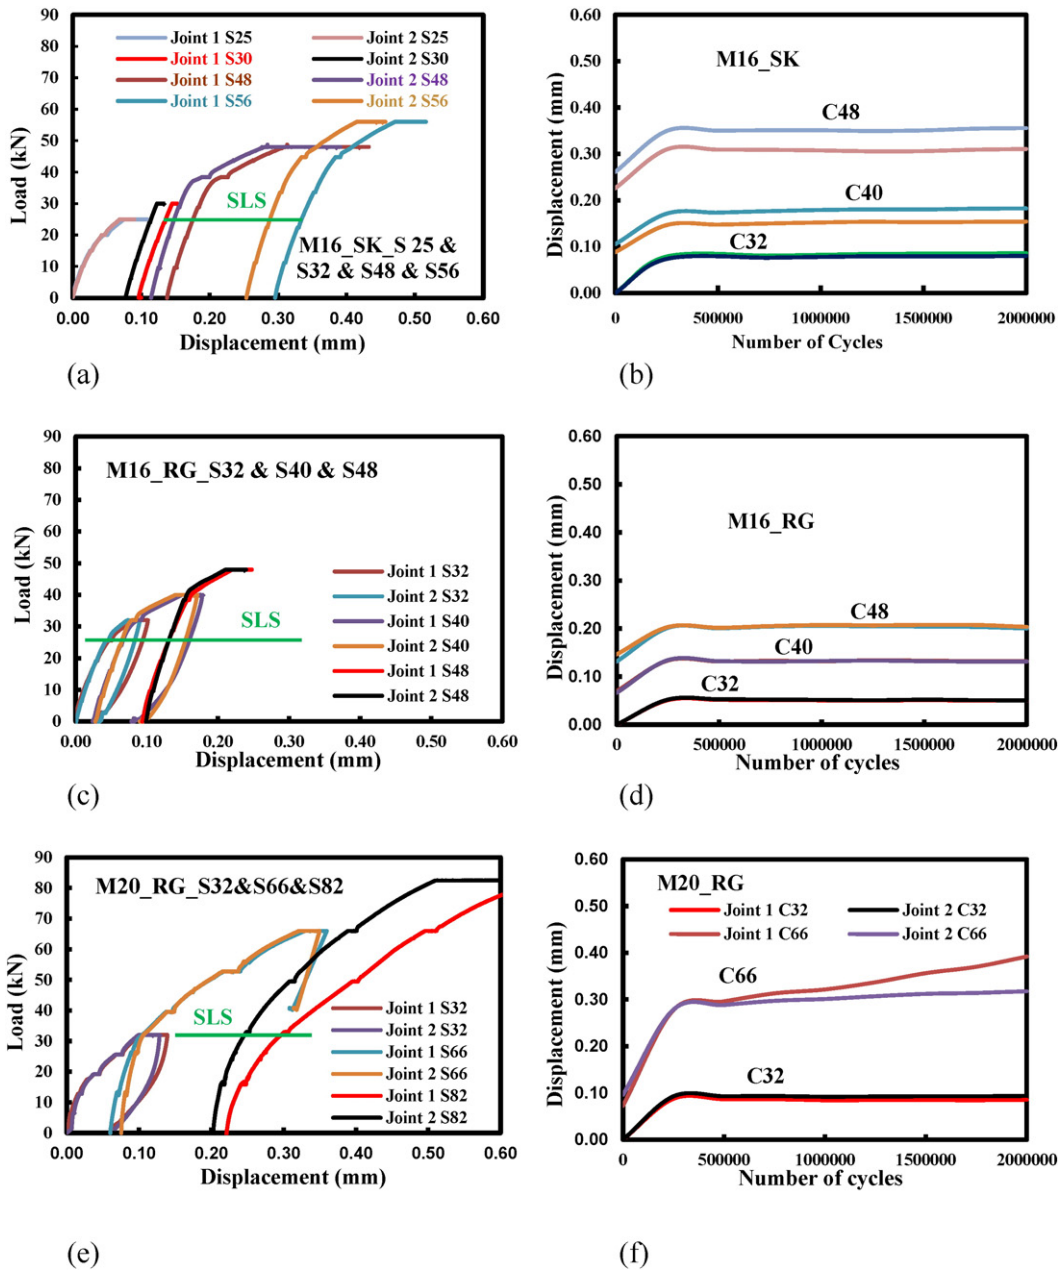 90
80
70
60
50
40
30
20
10
0
Load (kN)
Joint 1 S25
Joint 2 S25
Joint 1 S30
Joint 2 S30
Joint 1 S48
Joint 2 S48
Joint 1 S56
Joint 2 S56
SLS
M16_SK_S 25 &
S32 & S48 & S56
0.00 0.10 0.20 0.30 0.40 0.50 0.60
Displacement (mm)
(a)
0.60
0.50
0.40
0.30
0.20
0.10
0.00
Displacement (mm)
M16_SK
C48
C40
C32
0 500000 1000000 1500000 2000000
Number of Cycles
(b)
90
80
70
60
50
40
30
20
10
0
Load (kN)
M16_RG_S32 & S40 & S48
SLS
Joint 1 S32
Joint 2 S32
Joint 1 S40
Joint 2 S40
Joint 1 S48
Joint 2 S48
0.00 0.10 0.20 0.30 0.40 0.50 0.60
Displacement (mm)
(c)
0.60
0.50
0.40
0.30
0.20
0.10
0.00
Displacement (mm)
M16_RG
C48
C40
C32
0 500000 1000000 1500000 2000000
Number of cycles
(d)
90
80
70
60
50
40
30
20
10
0
Load (kN)
M20_RG_S32&S66&S82
SLS
Joint 1 S32
Joint 2 S32
Joint 1 S66
Joint 2 S66
Joint 1 S82
Joint 2 S82
0.00 0.10 0.20 0.30 0.40 0.50 0.60
Displacement (mm)
(e)
0.60
0.50
0.40
0.30
0.20
0.10
0.00
Displacement (mm)
M20_RG
Joint 1 C32
Joint 2 C32
Joint 1 C66
Joint 2 C66
C66
C32
0 500000 1000000 1500000 2000000
Number of cycles
(f)